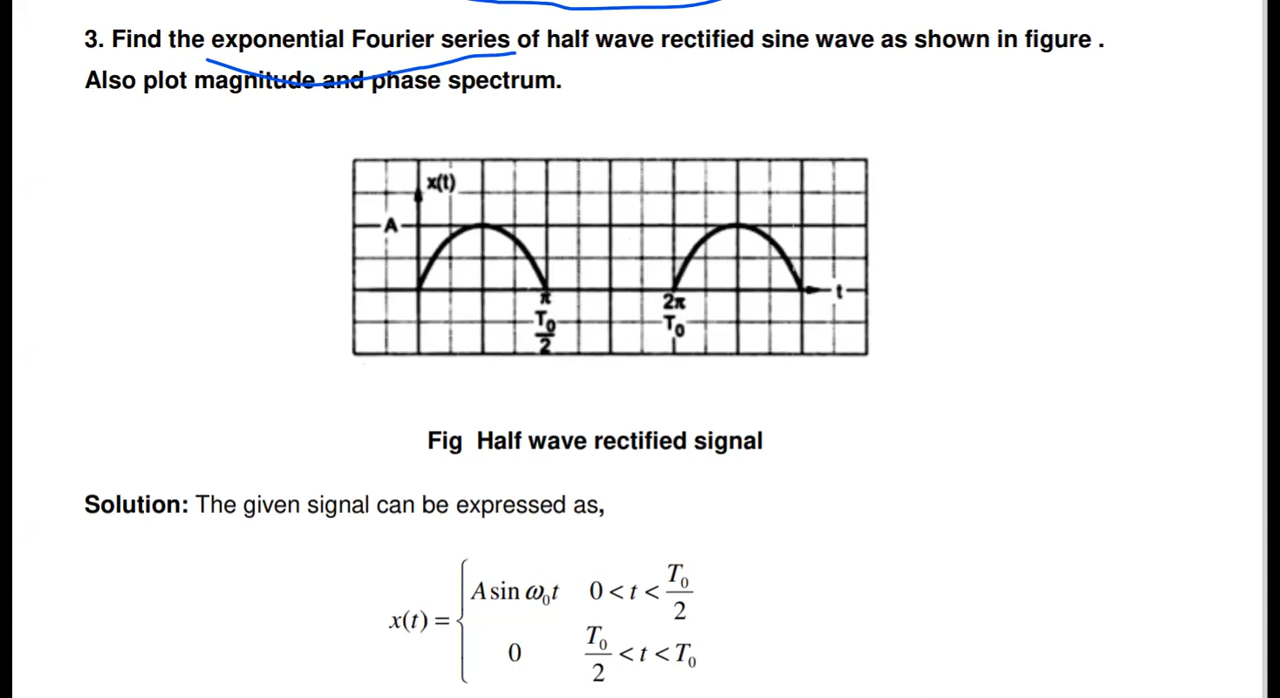 3. Find the exponential Fourier series of half wave rectified sine wave as shown in figure .
Also plot magnitude and phase spectrum.
x(t)
A
t
π 2π
T₀/2 T₀
Fig Half wave rectified signal
Solution: The given signal can be expressed as,
x(t) = { A sin ω₀t 0 < t < T₀/2
0 T₀/2 < t < T₀